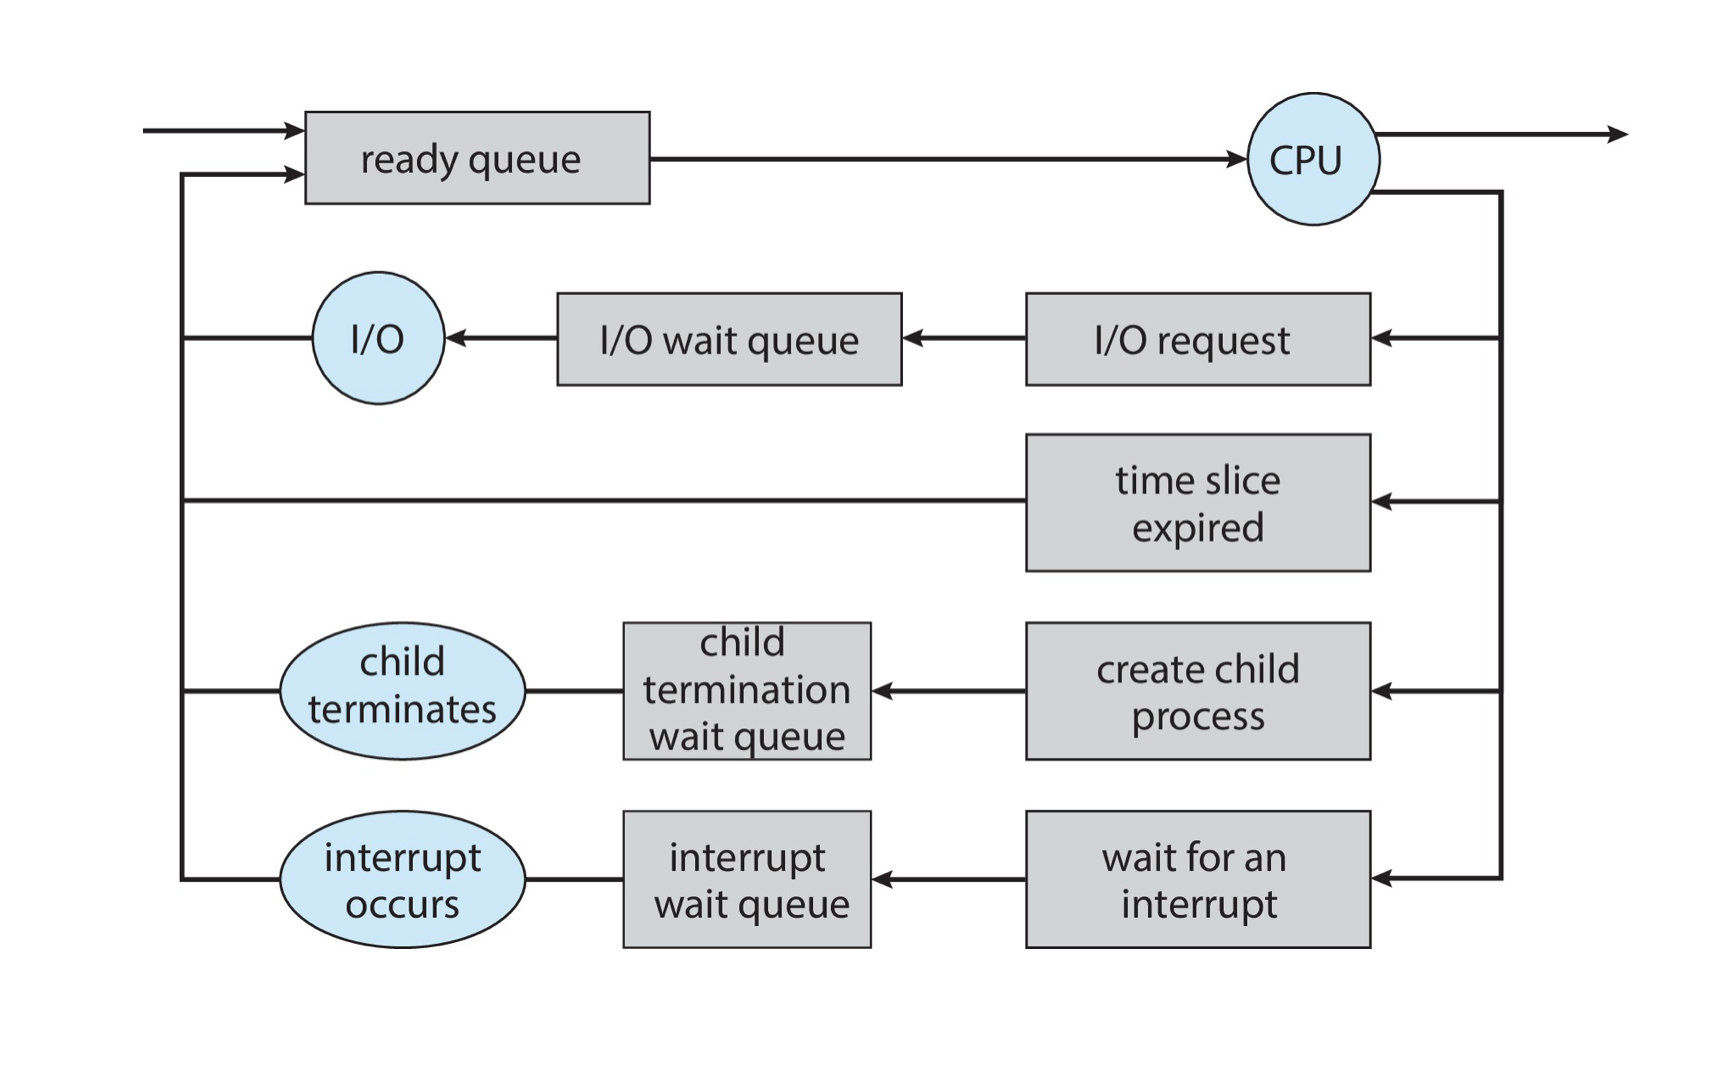 ready queue
CPU
I/O
I/O wait queue
I/O request
time slice
expired
child
terminates
child
termination
wait queue
create child
process
interrupt
occurs
interrupt
wait queue
wait for an
interrupt